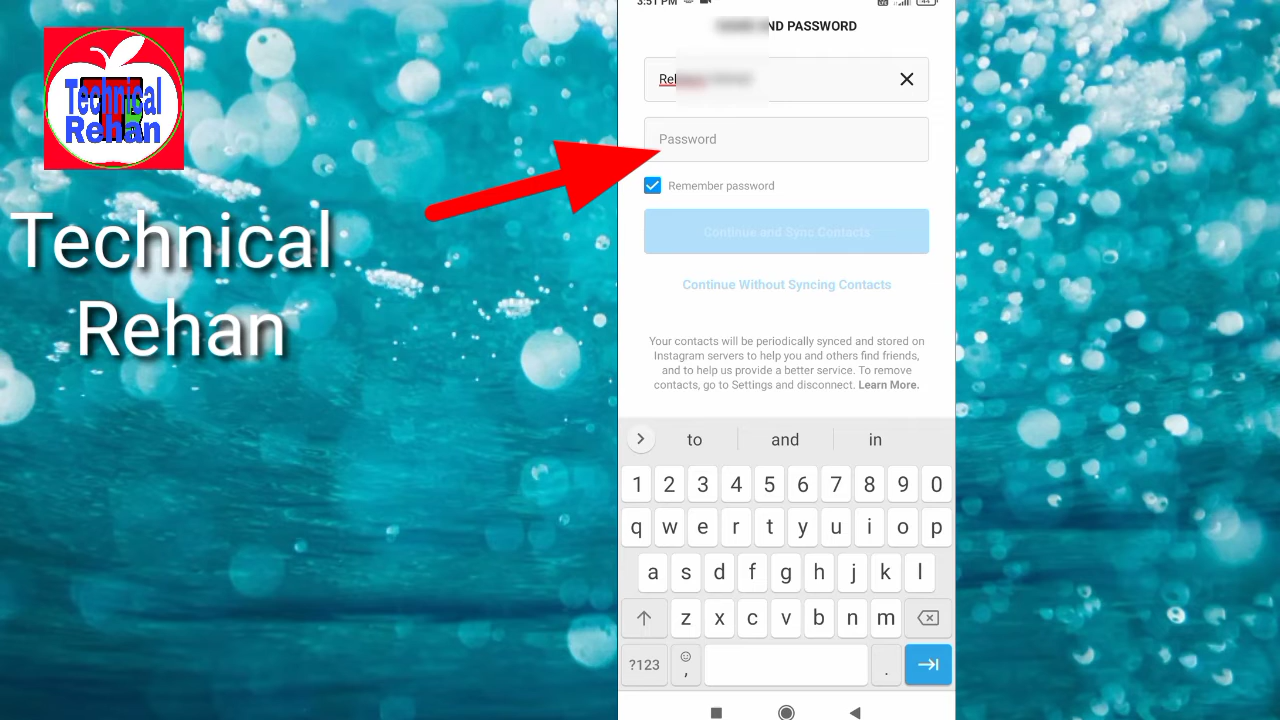 Technical
Rehan
Technical
Rehan
3:51 PM
ND PASSWORD
Password
Remember password
Continue and Sync Contacts
Continue Without Syncing Contacts
Your contacts will be periodically synced and stored on
Instagram servers to help you and others find friends,
and to help us provide a better service. To remove
contacts, go to Settings and disconnect. Learn More.
to and in
1 2 3 4 5 6 7 8 9 0
q w e r t y u i o p
a s d f g h j k l
z x c v b n m
?123 , .